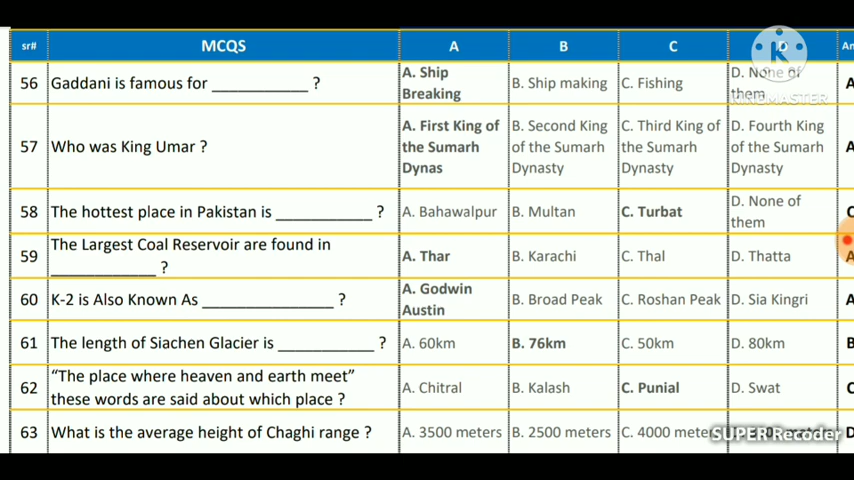 sr# MCQS A B C D An
56 Gaddani is famous for ___________ ? A. Ship Breaking B. Ship making C. Fishing D. None of them A
57 Who was King Umar ? A. First King of the Sumarh Dynas B. Second King of the Sumarh Dynasty C. Third King of the Sumarh Dynasty D. Fourth King of the Sumarh Dynasty A
58 The hottest place in Pakistan is ___________ ? A. Bahawalpur B. Multan C. Turbat D. None of them C
59 The Largest Coal Reservoir are found in ____________ ? A. Thar B. Karachi C. Thal D. Thatta A
60 K-2 is Also Known As _______________ ? A. Godwin Austin B. Broad Peak C. Roshan Peak D. Sia Kingri A
61 The length of Siachen Glacier is ___________ ? A. 60km B. 76km C. 50km D. 80km B
62 “The place where heaven and earth meet” these words are said about which place ? A. Chitral B. Kalash C. Punial D. Swat C
63 What is the average height of Chaghi range ? A. 3500 meters B. 2500 meters C. 4000 meters D
KINEMASTER
SUPER Recorder